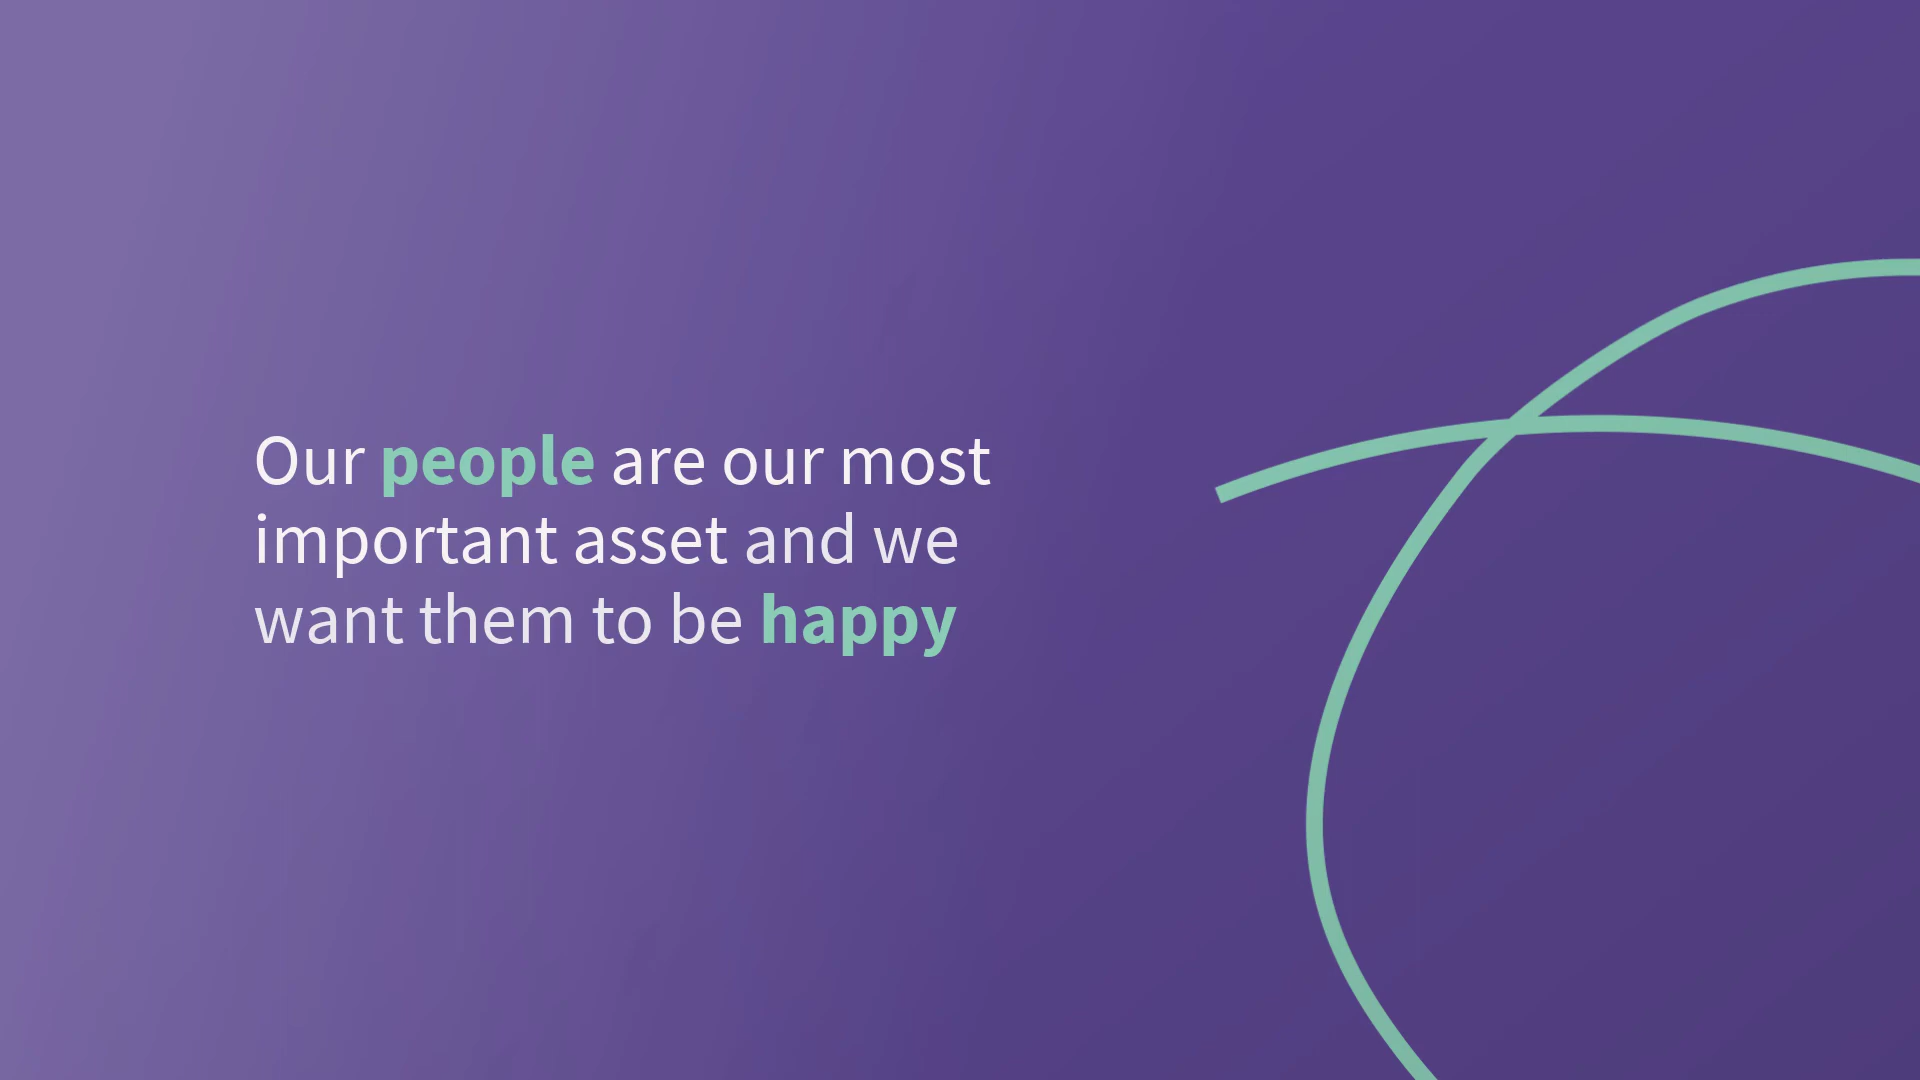 Our people are our most
important asset and we
want them to be happy